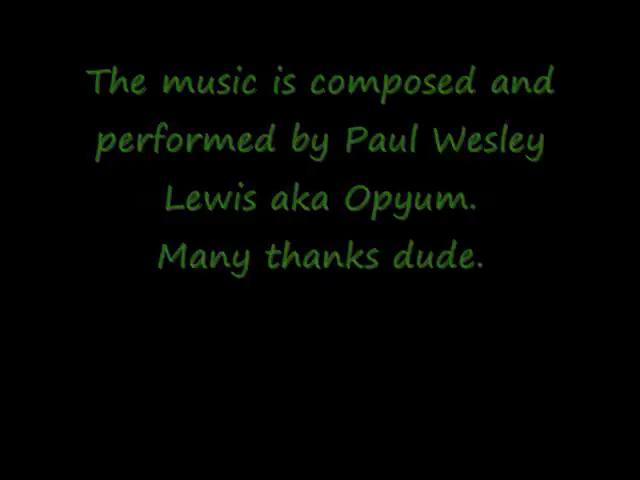 The music is composed and
performed by Paul Wesley
Lewis aka Opyum.
Many thanks dude.